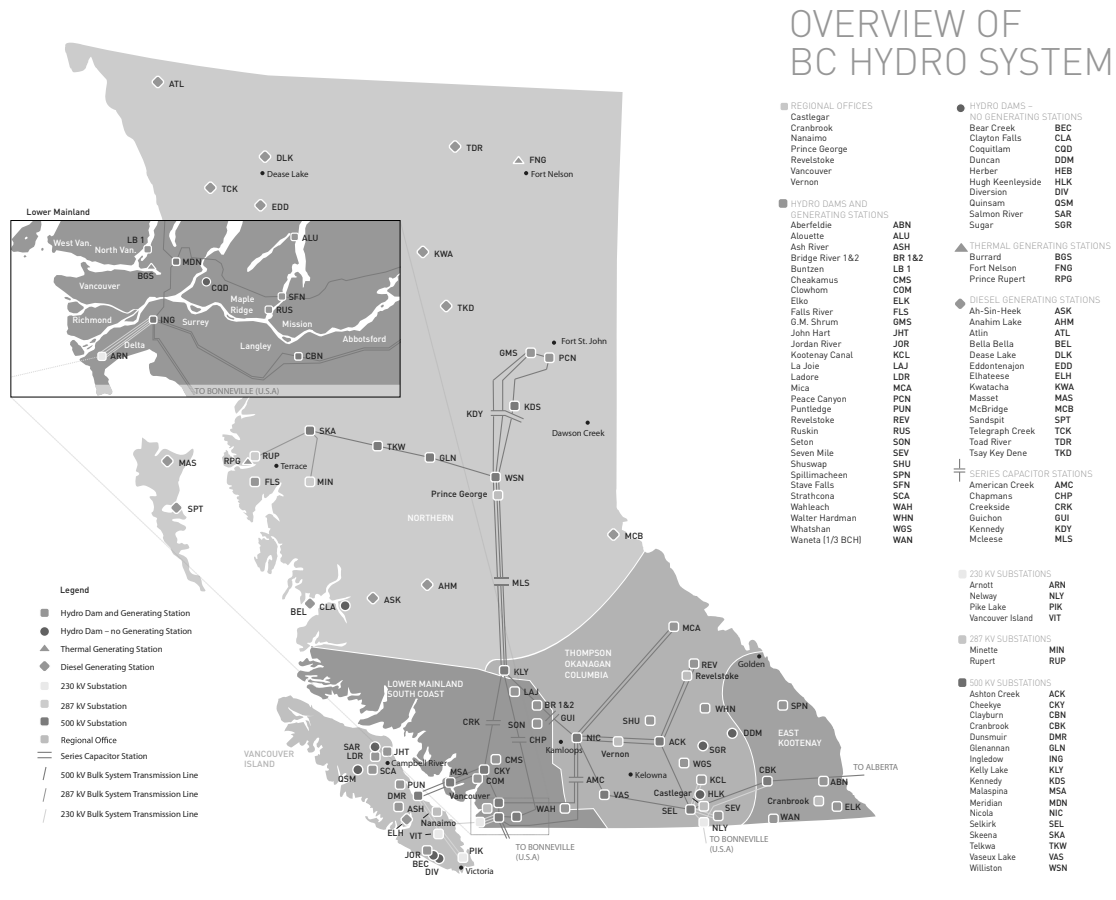 OVERVIEW OF
BC HYDRO SYSTEM
REGIONAL OFFICES
Castlegar
Cranbrook
Nanaimo
Prince George
Revelstoke
Vancouver
Vernon
HYDRO DAMS AND
GENERATING STATIONS
Aberfeldie ABN
Alouette ALU
Ash River ASH
Bridge River 1&2 BR 1&2
Buntzen LB 1
Cheakamus CMS
Clowhom COM
Elko ELK
Falls River FLS
G.M. Shrum GMS
John Hart JHT
Jordan River JOR
Kootenay Canal KCL
La Joie LAJ
Ladore LDR
Mica MCA
Peace Canyon PCN
Puntledge PUN
Revelstoke REV
Ruskin RUS
Seton SON
Seven Mile SEV
Shuswap SHU
Spillimacheen SPN
Stave Falls SFN
Strathcona SCA
Wahleach WAH
Walter Hardman WHN
Whatshan WGS
Waneta (1/3 BCH) WAN
HYDRO DAMS –
NO GENERATING STATIONS
Bear Creek BEC
Clayton Falls CLA
Coquitlam CQD
Duncan DDM
Herber HEB
Hugh Keenleyside HLK
Diversion DIV
Quinsam QSM
Salmon River SAR
Sugar SGR
THERMAL GENERATING STATIONS
Burrard BGS
Fort Nelson FNG
Prince Rupert RPG
DIESEL GENERATING STATIONS
Ah-Sin-Heek ASK
Anahim Lake AHM
Atlin ATL
Bella Bella BEL
Dease Lake DLK
Eddontenajon EDD
Elhateese ELH
Kwatacha KWA
Masset MAS
McBridge MCB
Sandspit SPT
Telegraph Creek TCK
Toad River TDR
Tsay Key Dene TKD
SERIES CAPACITOR STATIONS
American Creek AMC
Chapmans CHP
Creekside CRK
Guichon GUI
Kennedy KDY
Mcleese MLS
230 KV SUBSTATIONS
Arnott ARN
Nelway NLY
Pike Lake PIK
Vancouver Island VIT
287 KV SUBSTATIONS
Minette MIN
Rupert RUP
500 KV SUBSTATIONS
Ashton Creek ACK
Cheekye CKY
Clayburn CBN
Cranbrook CBK
Dunsmuir DMR
Glenannan GLN
Ingledow ING
Kelly Lake KLY
Kennedy KDS
Malaspina MSA
Meridian MDN
Nicola NIC
Selkirk SEL
Skeena SKA
Telkwa TKW
Vaseux Lake VAS
Williston WSN
ATL
DLK
Dease Lake
TDR
FNG
Fort Nelson
TCK
EDD
KWA
TKD
Lower Mainland
West Van.
North Van.
LB 1
ALU
MDN
BGS
CQD
Vancouver
Maple
Ridge
SFN
RUS
Richmond
ING
Surrey
Mission
Delta
Langley
Abbotsford
ARN
CBN
TO BONNEVILLE (U.S.A)
Fort St. John
GMS
PCN
KDY
KDS
Dawson Creek
SKA
TKW
GLN
WSN
MAS
RPG
RUP
Terrace
FLS
MIN
Prince George
SPT
NORTHERN
MCB
MLS
AHM
ASK
BEL
CLA
MCA
THOMPSON
OKANAGAN
COLUMBIA
REV
Revelstoke
Golden
KLY
LOWER MAINLAND
SOUTH COAST
LAJ
BR 1&2
CRK
SON
GUI
CHP
SHU
WHN
SPN
NIC
ACK
DDM
EAST
KOOTENAY
SGR
Kamloops
Vernon
VANCOUVER
ISLAND
SAR
LDR
JHT
Campbell River
QSM
SCA
MSA
CMS
CKY
COM
WGS
Kelowna
AMC
KCL
CBK
TO ALBERTA
ABN
PUN
DMR
Vancouver
Castlegar
HLK
VAS
Cranbrook
ASH
WAH
SEL
SEV
ELK
Nanaimo
WAN
NLY
ELH
VIT
TO BONNEVILLE
(U.S.A)
TO BONNEVILLE
(U.S.A)
JOR
BEC
DIV
PIK
Victoria
Legend
Hydro Dam and Generating Station
Hydro Dam – no Generating Station
Thermal Generating Station
Diesel Generating Station
230 kV Substation
287 kV Substation
500 kV Substation
Regional Office
Series Capacitor Station
500 kV Bulk System Transmission Line
287 kV Bulk System Transmission Line
230 kV Bulk System Transmission Line